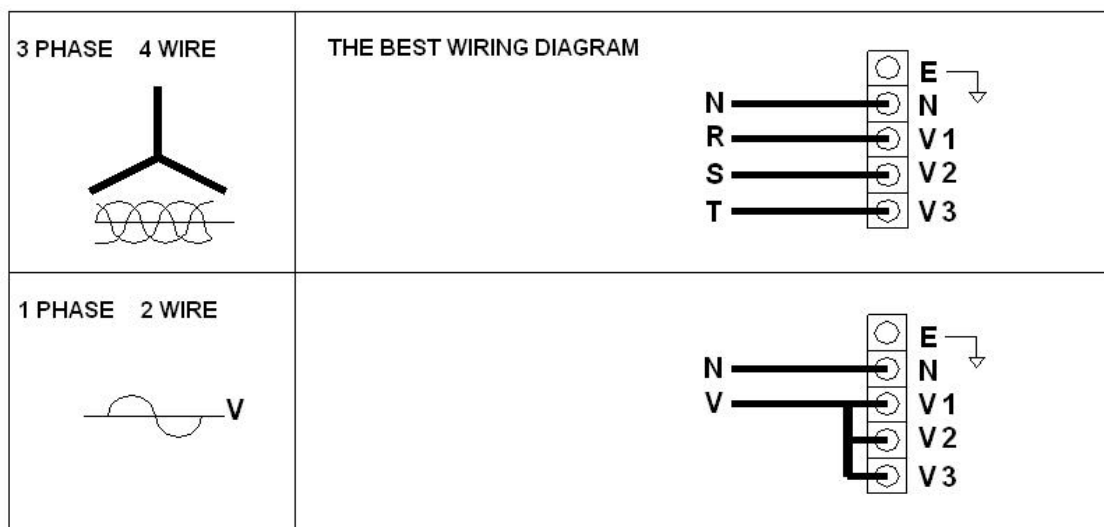 3 PHASE 4 WIRE
THE BEST WIRING DIAGRAM
E
N N
R V1
S V2
T V3
1 PHASE 2 WIRE
V
E
N N
V V1
V2
V3